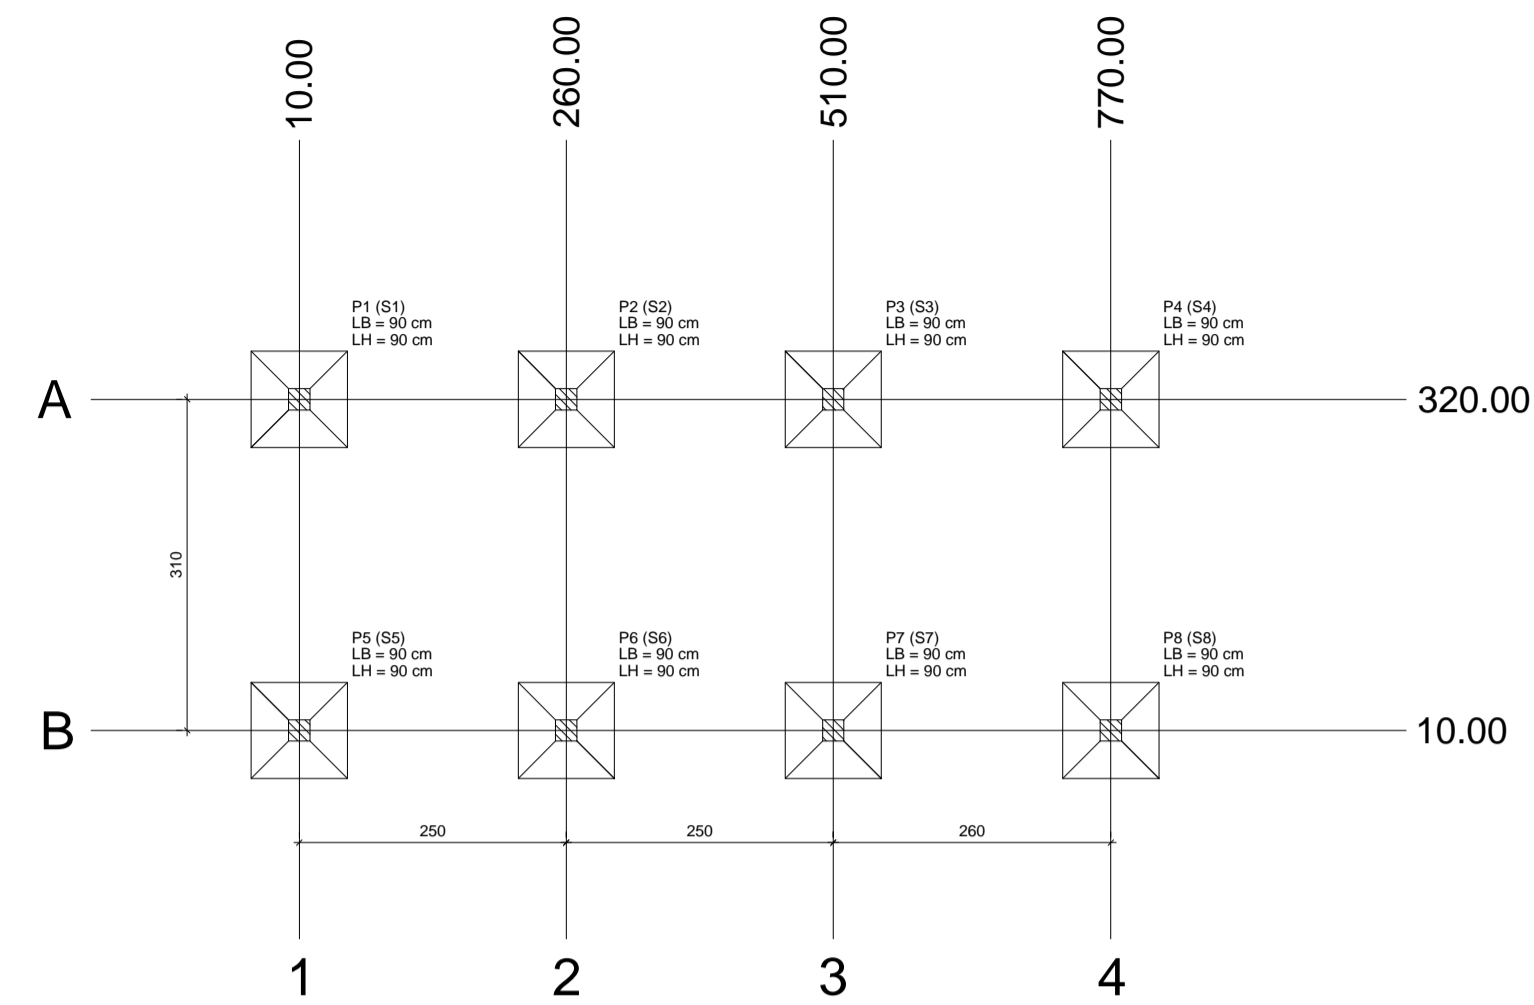 10.00
260.00
510.00
770.00
P1 (S1)
LB = 90 cm
LH = 90 cm
P2 (S2)
LB = 90 cm
LH = 90 cm
P3 (S3)
LB = 90 cm
LH = 90 cm
P4 (S4)
LB = 90 cm
LH = 90 cm
A
320.00
310
P5 (S5)
LB = 90 cm
LH = 90 cm
P6 (S6)
LB = 90 cm
LH = 90 cm
P7 (S7)
LB = 90 cm
LH = 90 cm
P8 (S8)
LB = 90 cm
LH = 90 cm
B
10.00
250
250
260
1
2
3
4